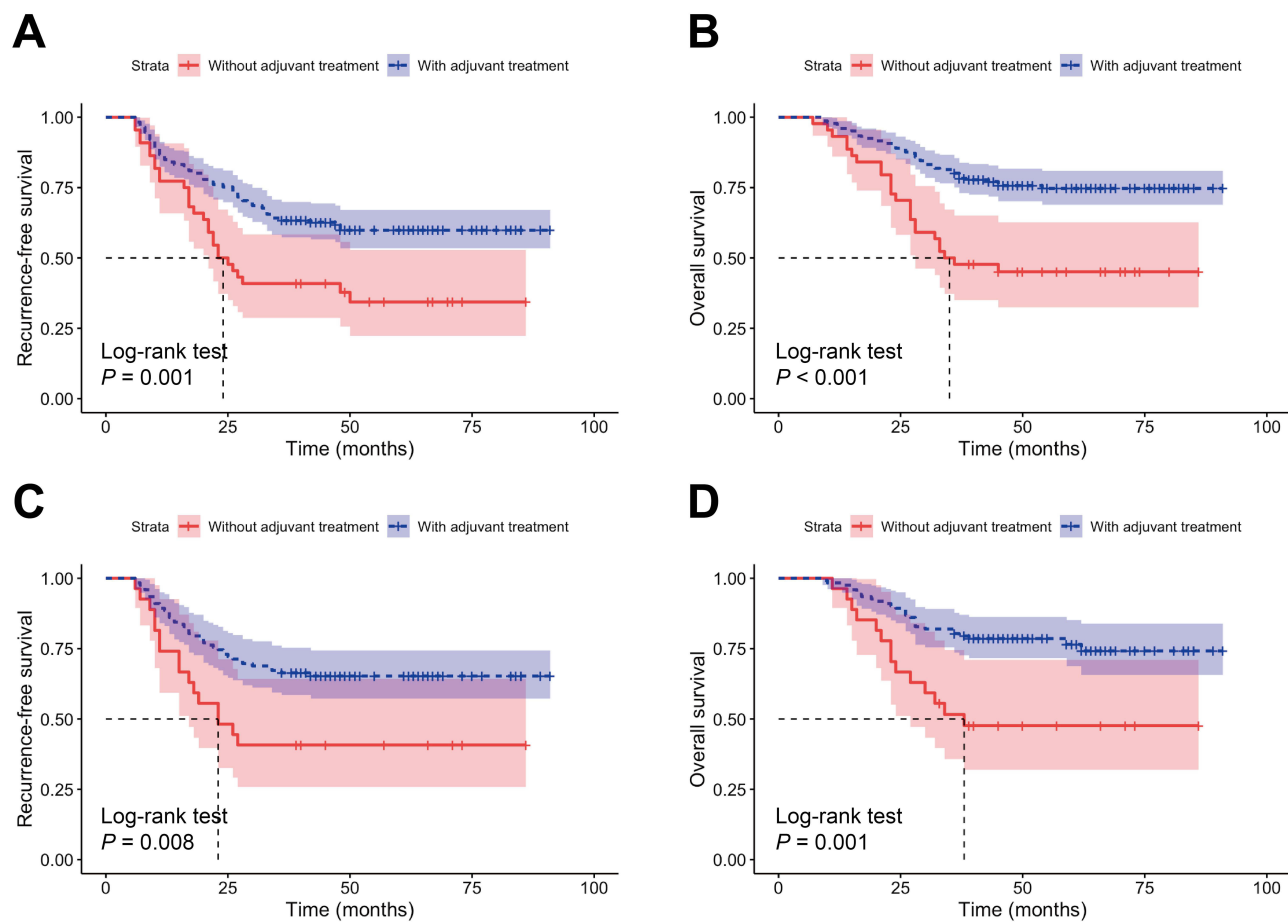 A
Strata Without adjuvant treatment With adjuvant treatment
Recurrence-free survival
1.00
0.75
0.50
0.25
0.00
Log-rank test
P = 0.001
0 25 50 75 100
Time (months)
B
Strata Without adjuvant treatment With adjuvant treatment
Overall survival
1.00
0.75
0.50
0.25
0.00
Log-rank test
P < 0.001
0 25 50 75 100
Time (months)
C
Strata Without adjuvant treatment With adjuvant treatment
Recurrence-free survival
1.00
0.75
0.50
0.25
0.00
Log-rank test
P = 0.008
0 25 50 75 100
Time (months)
D
Strata Without adjuvant treatment With adjuvant treatment
Overall survival
1.00
0.75
0.50
0.25
0.00
Log-rank test
P = 0.001
0 25 50 75 100
Time (months)